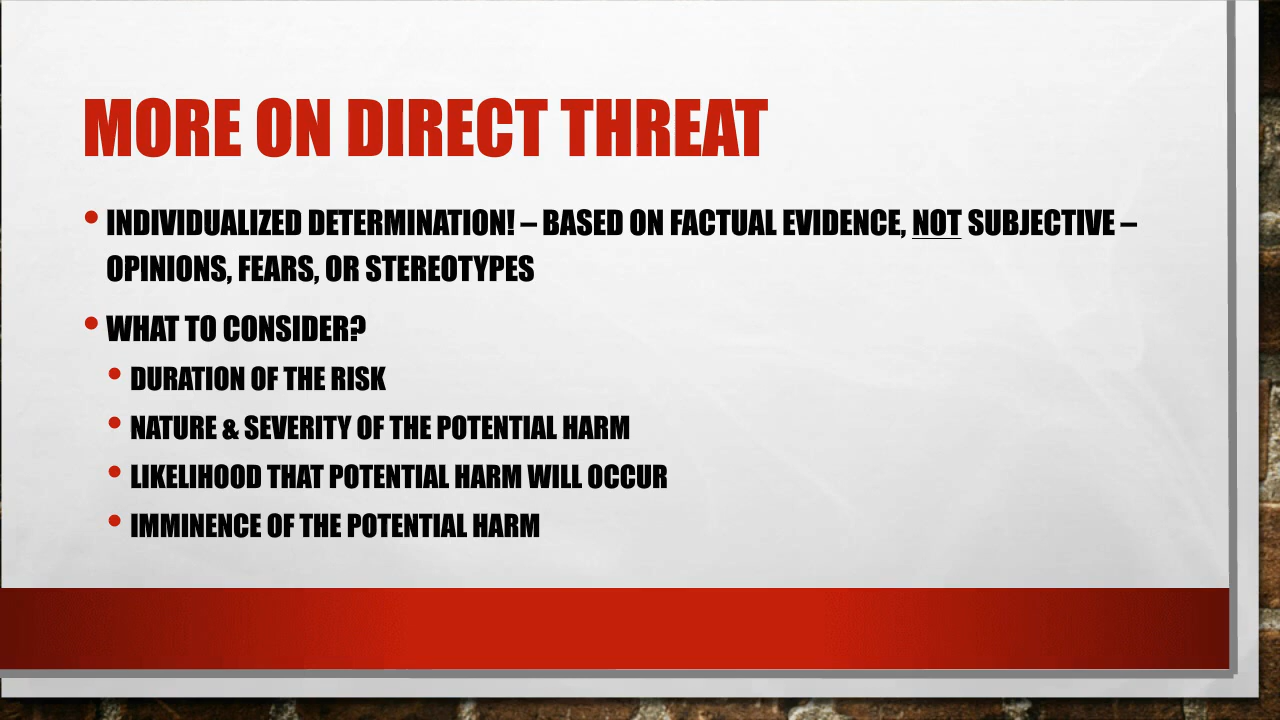 MORE ON DIRECT THREAT
• INDIVIDUALIZED DETERMINATION! – BASED ON FACTUAL EVIDENCE, NOT SUBJECTIVE –
OPINIONS, FEARS, OR STEREOTYPES
• WHAT TO CONSIDER?
• DURATION OF THE RISK
• NATURE & SEVERITY OF THE POTENTIAL HARM
• LIKELIHOOD THAT POTENTIAL HARM WILL OCCUR
• IMMINENCE OF THE POTENTIAL HARM